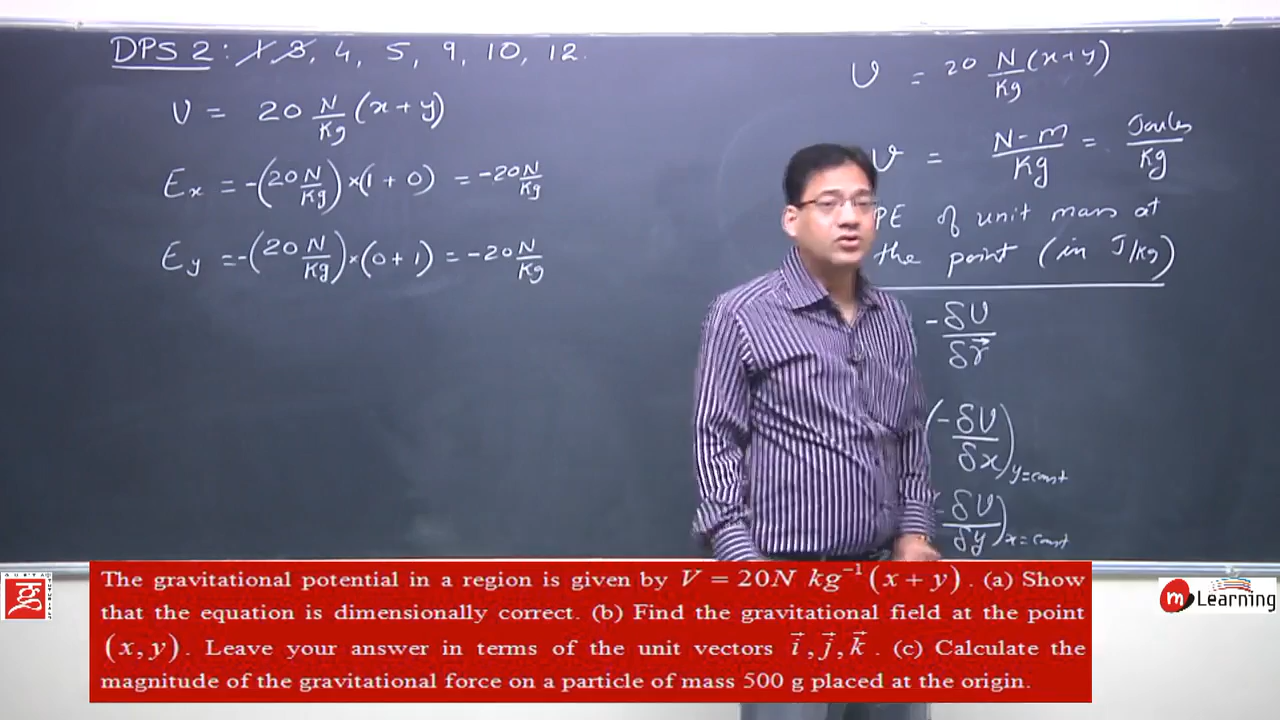 DPS 2 : 1, 3, 4, 5, 9, 10, 12.
V = 20 N/Kg (x + y)
Ex = -(20 N/Kg) × (1 + 0) = -20 N/Kg
Ey = -(20 N/Kg) × (0 + 1) = -20 N/Kg
V = 20 N/Kg (x + y)
V = N-m/Kg = Joules/Kg
PE of unit mass at
the point (in J/Kg)
-δV/δr⃗
(-δV/δx) y=const
-δV/δy) x=const
The gravitational potential in a region is given by V = 20N kg⁻¹ (x + y). (a) Show
that the equation is dimensionally correct. (b) Find the gravitational field at the point
(x, y). Leave your answer in terms of the unit vectors i⃗, j⃗, k⃗. (c) Calculate the
magnitude of the gravitational force on a particle of mass 500 g placed at the origin.
m Learning